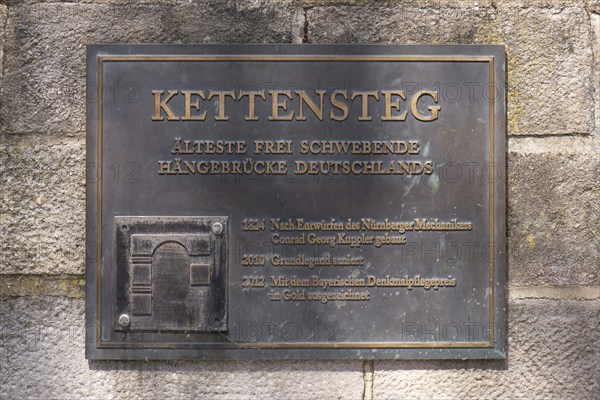 KETTENSTEG
ÄLTESTE FREI SCHWEBENDE
HÄNGEBRÜCKE DEUTSCHLANDS
1824 Nach Entwürfen des Nürnberger Mechanikers
Conrad Georg Kuppler gebaut
2010 Grundlegend saniert
2012 Mit dem Bayerischen Denkmalpflegepreis
in Gold ausgezeichnet